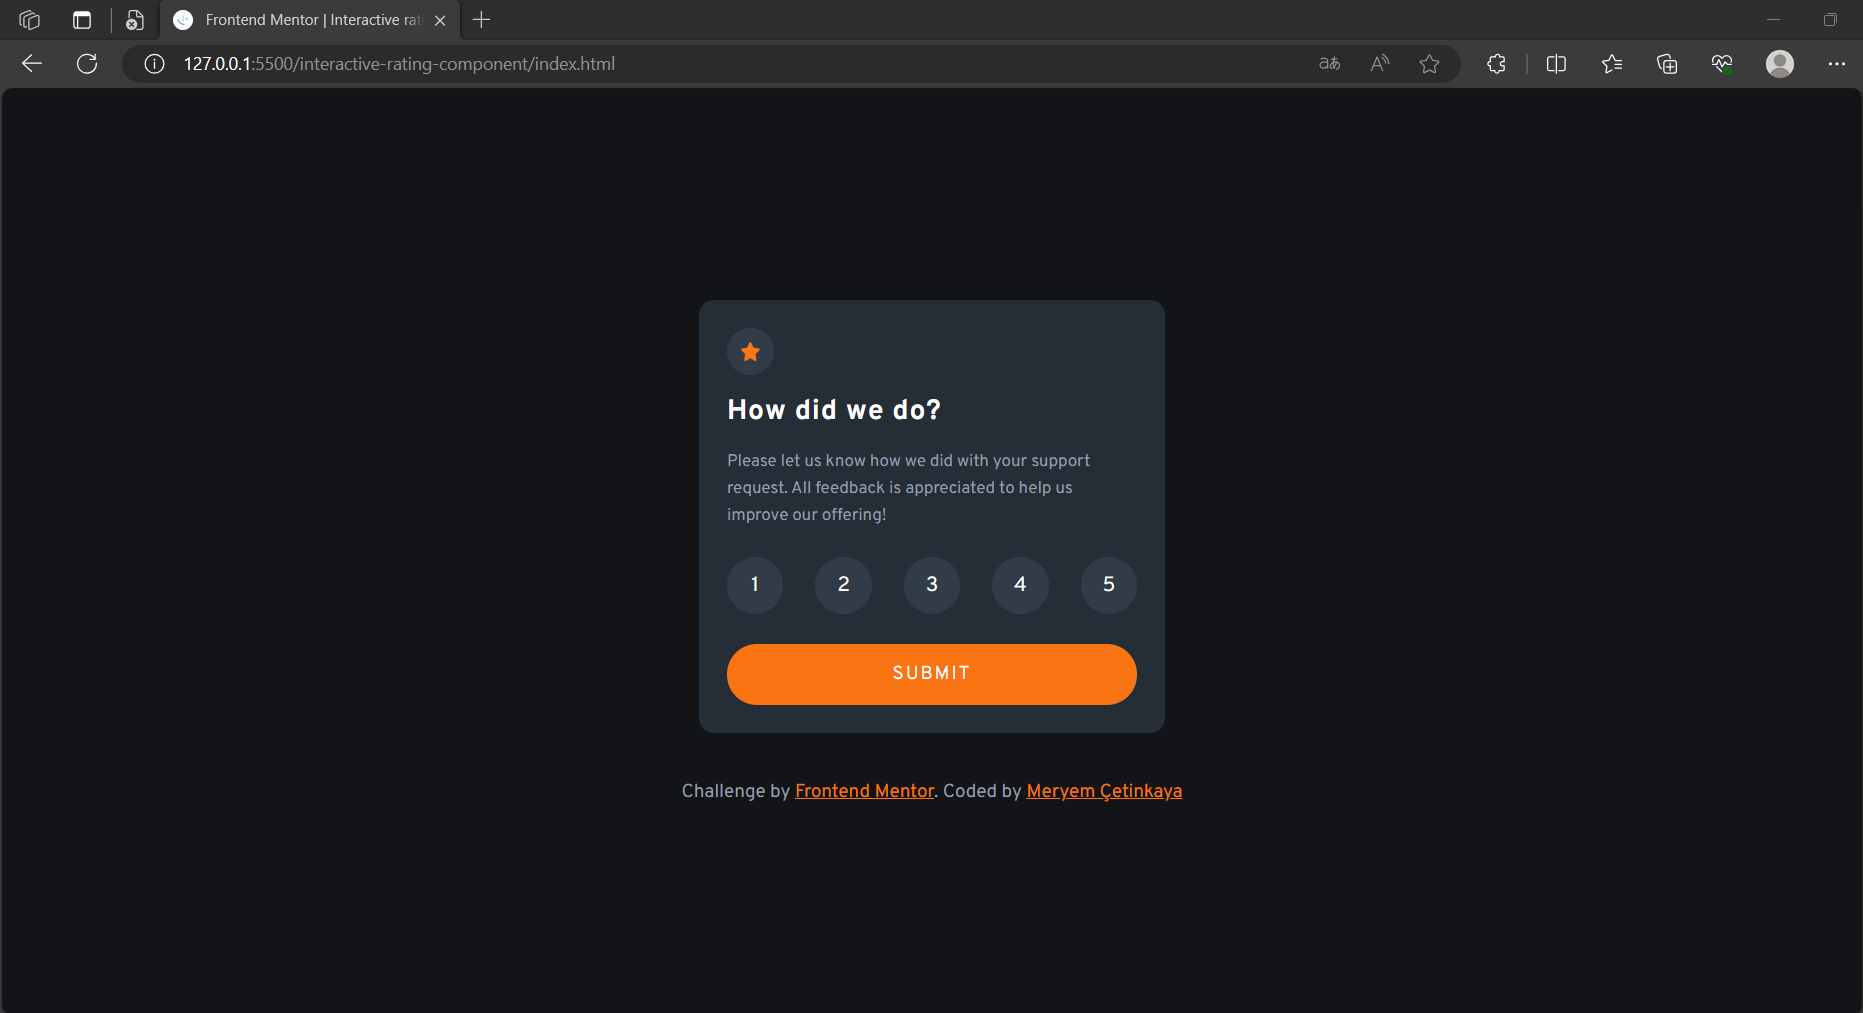 Frontend Mentor | Interactive rat
127.0.0.1:5500/interactive-rating-component/index.html
aあ
A
How did we do?
Please let us know how we did with your support
request. All feedback is appreciated to help us
improve our offering!
1 2 3 4 5
SUBMIT
Challenge by Frontend Mentor. Coded by Meryem Çetinkaya